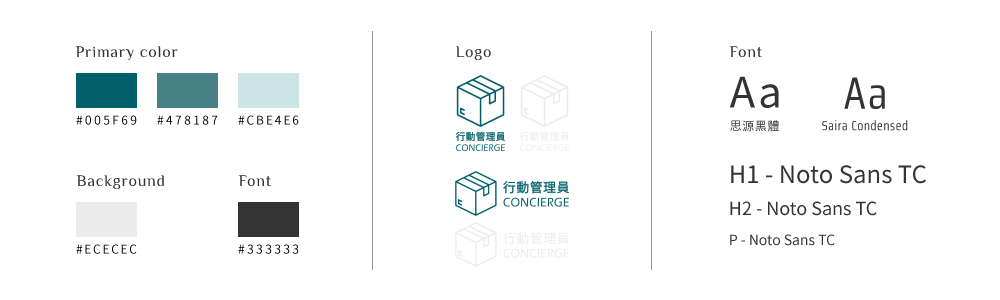 Primary color
#005F69 #478187 #CBE4E6
Background Font
#ECECEC #333333
Logo
行動管理員 行動管理員
CONCIERGE CONCIERGE
行動管理員
CONCIERGE
行動管理員
CONCIERGE
Font
Aa Aa
思源黑體 Saira Condensed
H1 - Noto Sans TC
H2 - Noto Sans TC
P - Noto Sans TC